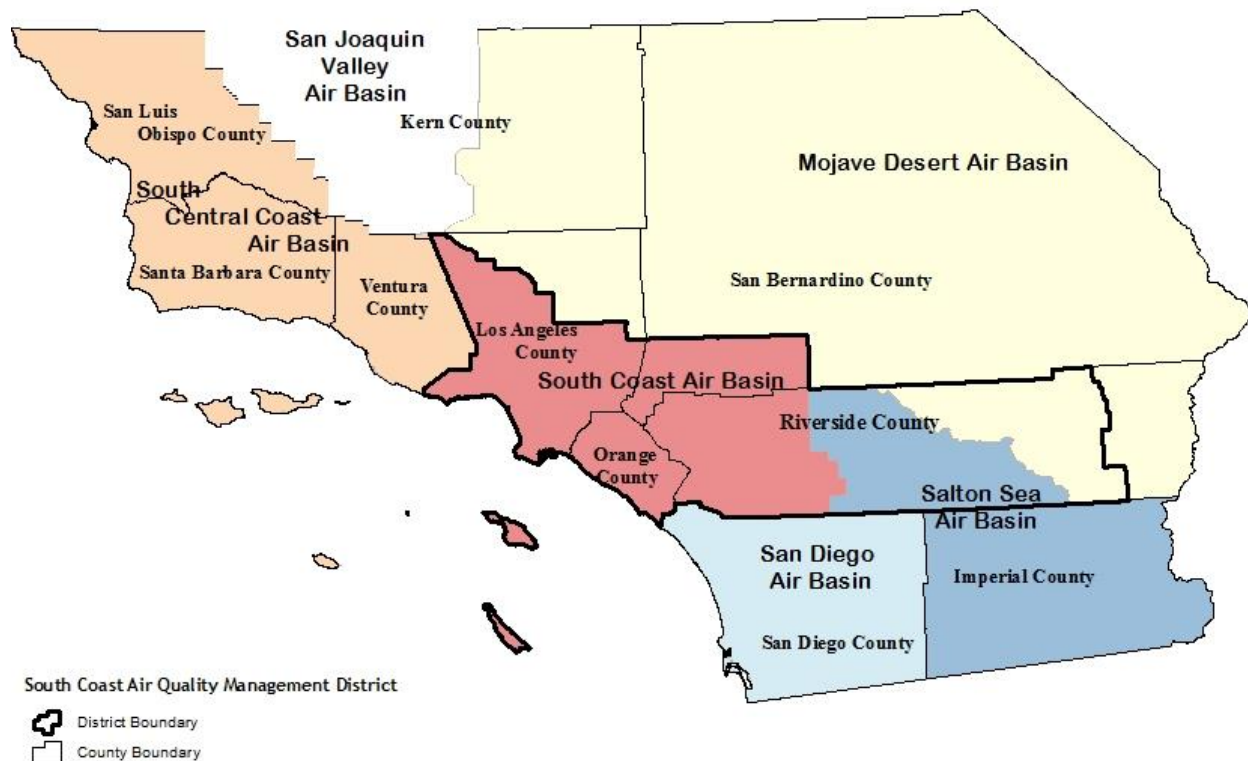 San Joaquin
Valley
Air Basin
Kern County
San Luis
Obispo County
Mojave Desert Air Basin
South
Central Coast
Air Basin
Santa Barbara County
Ventura
County
San Bernardino County
Los Angeles
County
South Coast Air Basin
Riverside County
Orange
County
Salton Sea
Air Basin
San Diego
Air Basin
Imperial County
San Diego County
South Coast Air Quality Management District
District Boundary
County Boundary